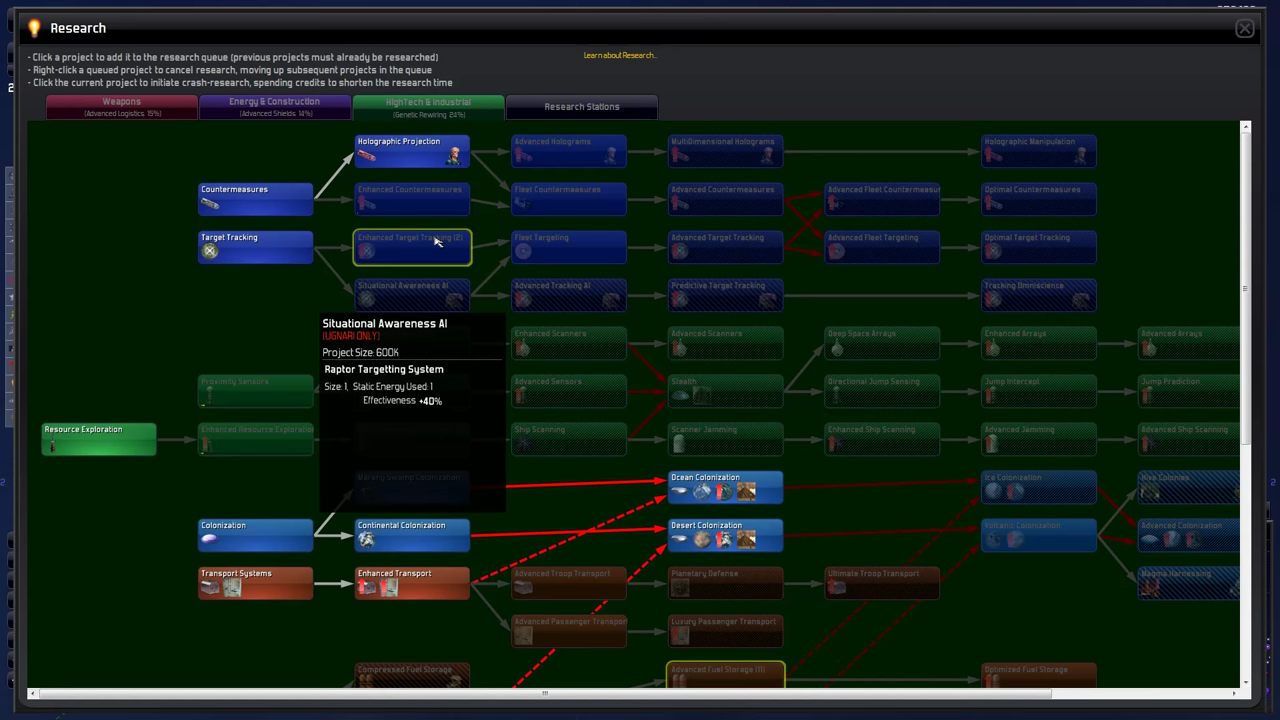 Research
- Click a project to add it to the research queue (previous projects must already be researched)
Learn about Research..
- Right-click a queued project to cancel research, moving up subsequent projects in the queue
- Click the current project to initiate crash-research, spending credits to shorten the research time
Weapons
(Advanced Logistics: 15%)
Energy & Construction
(Advanced Shields: 14%)
HighTech & Industrial
(Genetic Rewiring: 24%)
Research Stations
Holographic Projection
Advanced Holograms
MultiDimensional Holograms
Holographic Manipulation
Countermeasures
Enhanced Countermeasures
Fleet Countermeasures
Advanced Countermeasures
Advanced Fleet Countermeasur
Optimal Countermeasures
Target Tracking
Enhanced Target Tracking (2)
Fleet Targeting
Advanced Target Tracking
Advanced Fleet Targeting
Optimal Target Tracking
Situational Awareness AI
Advanced Tracking AI
Predictive Target Tracking
Tracking Omniscience
Situational Awareness AI
(UGNARI ONLY)
Project Size: 600K
Raptor Targetting System
Size 1, Static Energy Used 1
Effectiveness +40%
Enhanced Scanners
Advanced Scanners
Deep Space Arrays
Enhanced Arrays
Advanced Arrays
Proximity Sensors
Advanced Sensors
Stealth
Directional Jump Sensing
Jump Intercept
Jump Prediction
Resource Exploration
Enhanced Resource Exploration
Ship Scanning
Scanner Jamming
Enhanced Ship Scanning
Advanced Jamming
Advanced Ship Scanning
Marshy Swamp Colonization
Ocean Colonization
Ice Colonization
Hive Colonies
Colonization
Continental Colonization
Desert Colonization
Volcanic Colonization
Advanced Colonization
Transport Systems
Enhanced Transport
Advanced Troop Transport
Planetary Defense
Ultimate Troop Transport
Magma Harnessing
Advanced Passenger Transpor
Luxury Passenger Transport
Compressed Fuel Storage
Advanced Fuel Storage (11)
Optimized Fuel Storage